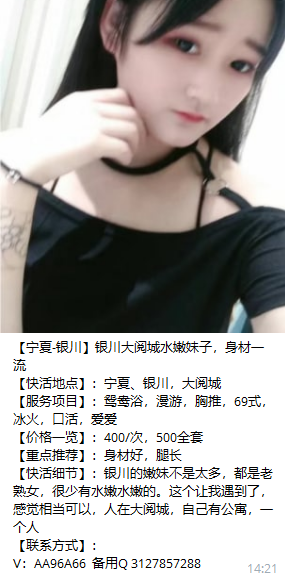 【宁夏-银川】银川大阅城水嫩妹子，身材一
流
【快活地点】：宁夏、银川，大阅城
【服务项目】：鸳鸯浴，漫游，胸推，69式，
冰火，口活，爱爱
【价格一览】：400/次，500全套
【重点推荐】：身材好，腿长
【快活细节】：银川的嫩妹不是太多，都是老
熟女，很少有水嫩水嫩的。这个让我遇到了，
感觉相当可以，人在大阅城，自己有公寓，一
个人
【联系方式】：
V：AA96A66 备用Q 3127857288
14:21